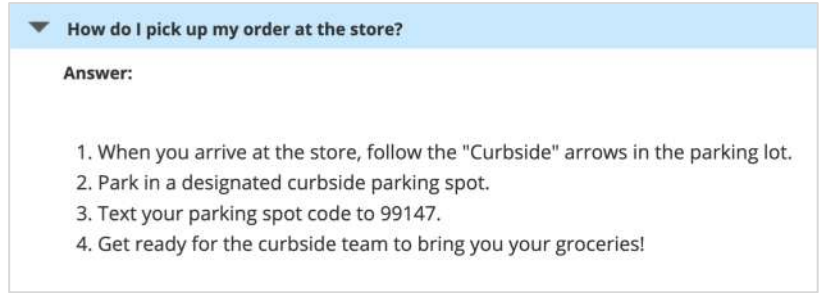 How do I pick up my order at the store?
Answer:
1. When you arrive at the store, follow the "Curbside" arrows in the parking lot.
2. Park in a designated curbside parking spot.
3. Text your parking spot code to 99147.
4. Get ready for the curbside team to bring you your groceries!